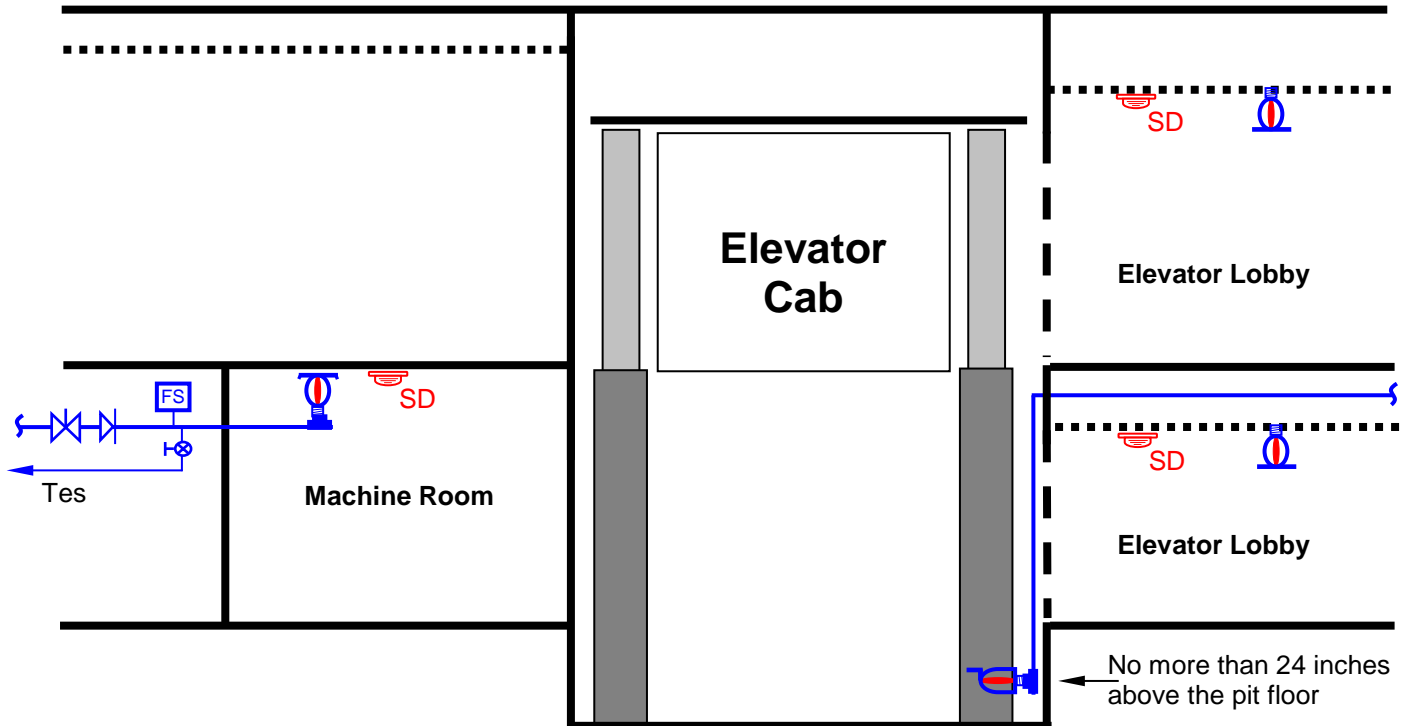 SD
Elevator
Cab
Elevator Lobby
FS
SD
Tes
Machine Room
SD
Elevator Lobby
No more than 24 inches
above the pit floor